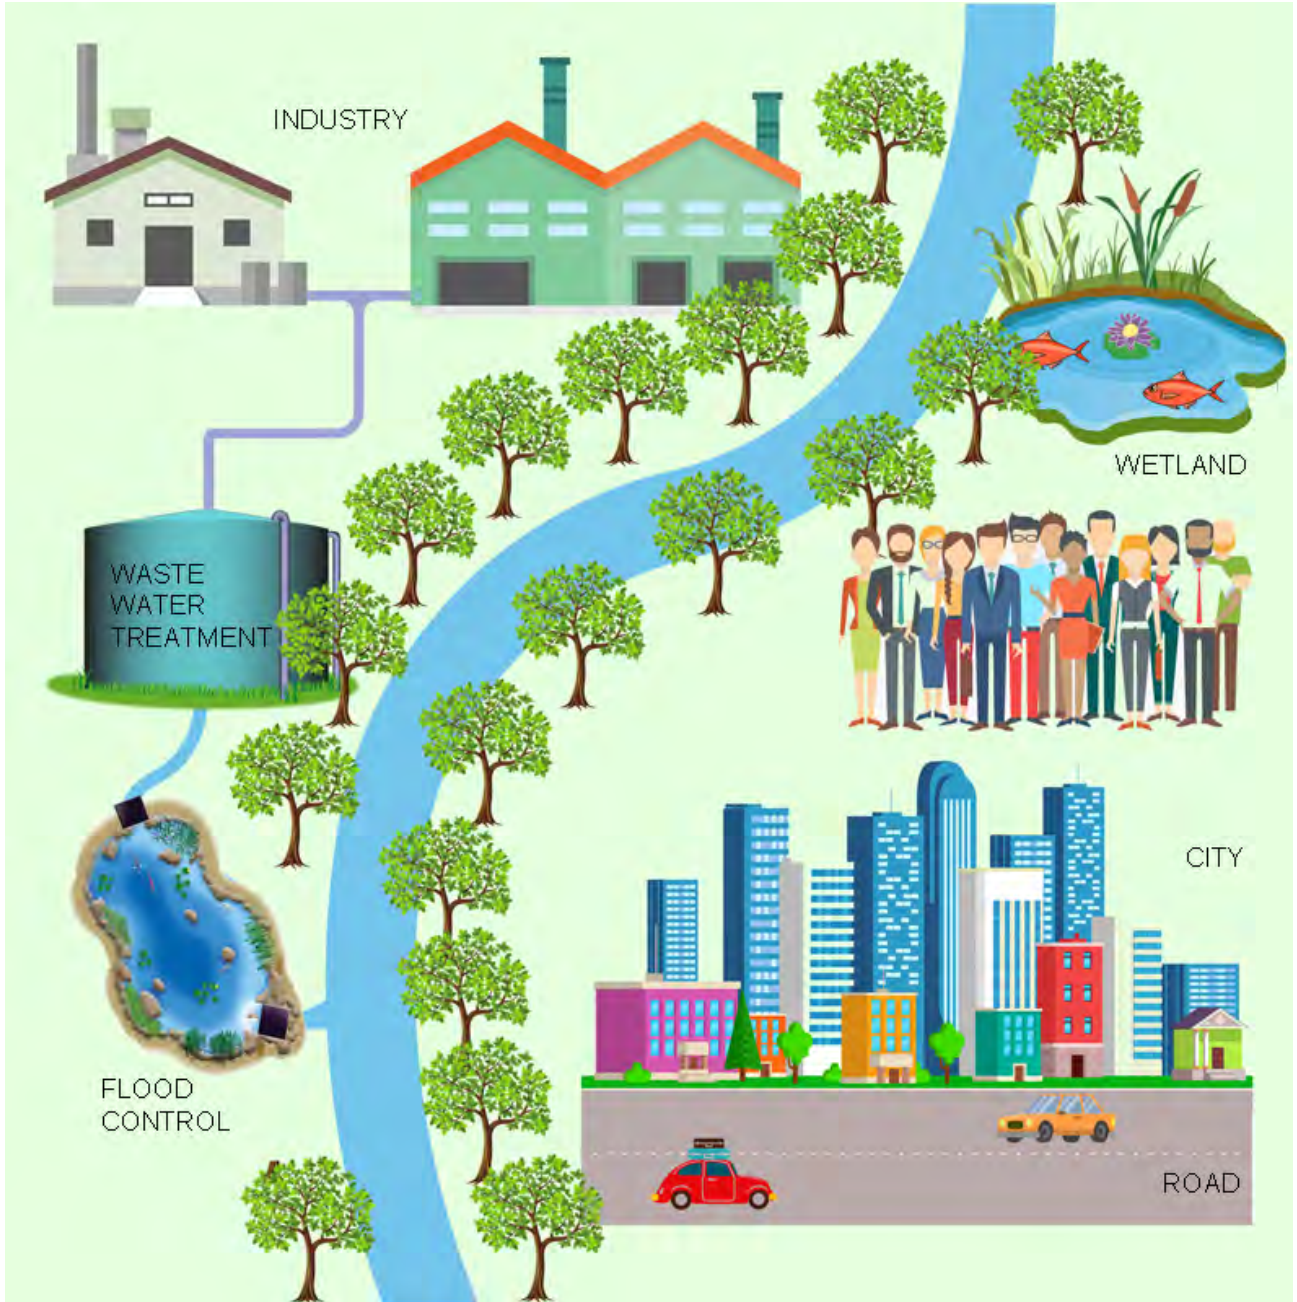 INDUSTRY
WETLAND
WASTE
WATER
TREATMENT
CITY
FLOOD
CONTROL
ROAD